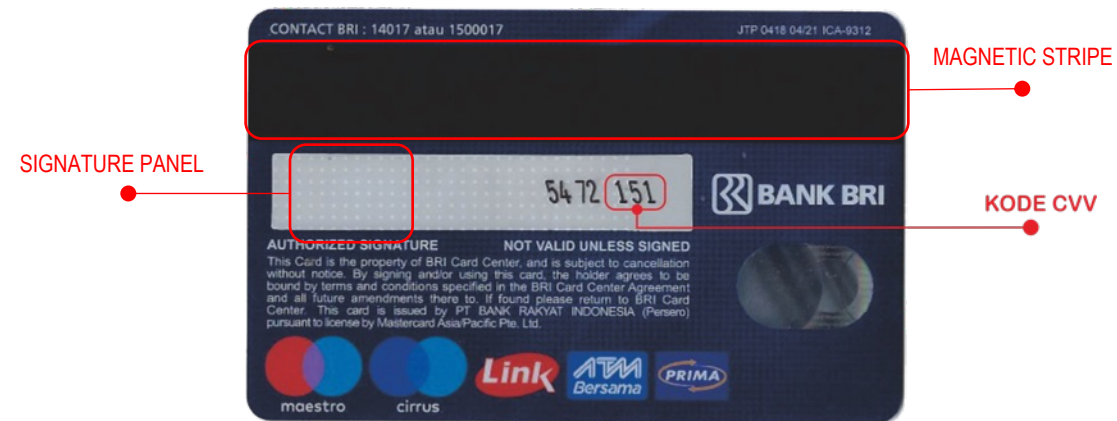 CONTACT BRI : 14017 atau 1500017
JTP 0418 04/21 ICA-9312
MAGNETIC STRIPE
SIGNATURE PANEL
5472 151
BANK BRI
KODE CVV
AUTHORIZED SIGNATURE NOT VALID UNLESS SIGNED
This Card is the property of BRI Card Center, and is subject to cancellation
without notice. By signing and/or using this card, the holder agrees to be
bound by terms and conditions specified in the BRI Card Center Agreement
and all future amendments there to. If found please return to BRI Card
Center. This card is issued by PT BANK RAKYAT INDONESIA (Persero)
pursuant to license by Mastercard Asia/Pacific Pte. Ltd.
maestro
cirrus
Link
ATM
Bersama
PRIMA